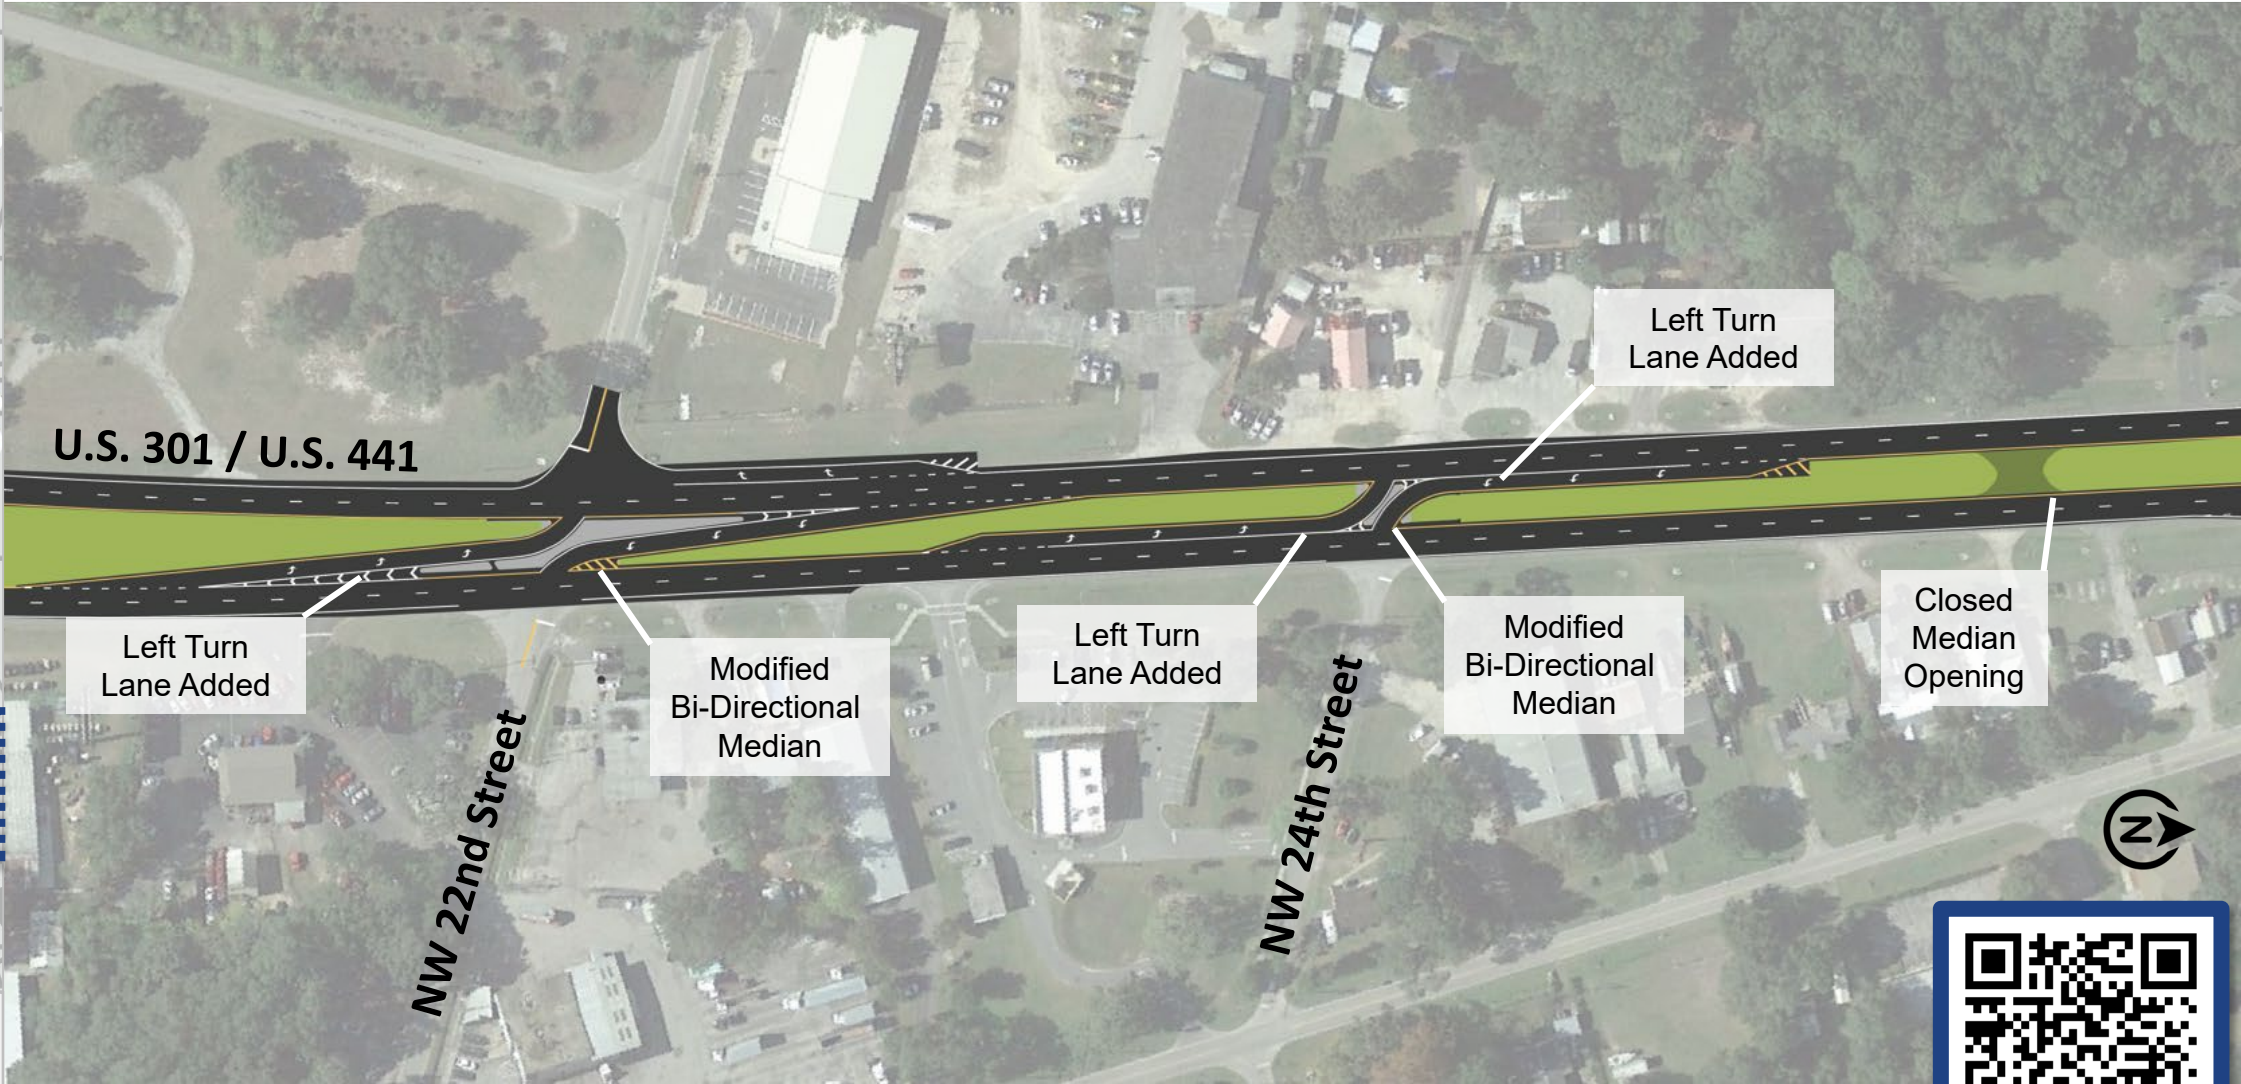 U.S. 301 / U.S. 441
Left Turn
Lane Added
Left Turn
Lane Added
NW 22nd Street
Modified
Bi-Directional
Median
Left Turn
Lane Added
NW 24th Street
Modified
Bi-Directional
Median
Closed
Median
Opening
N